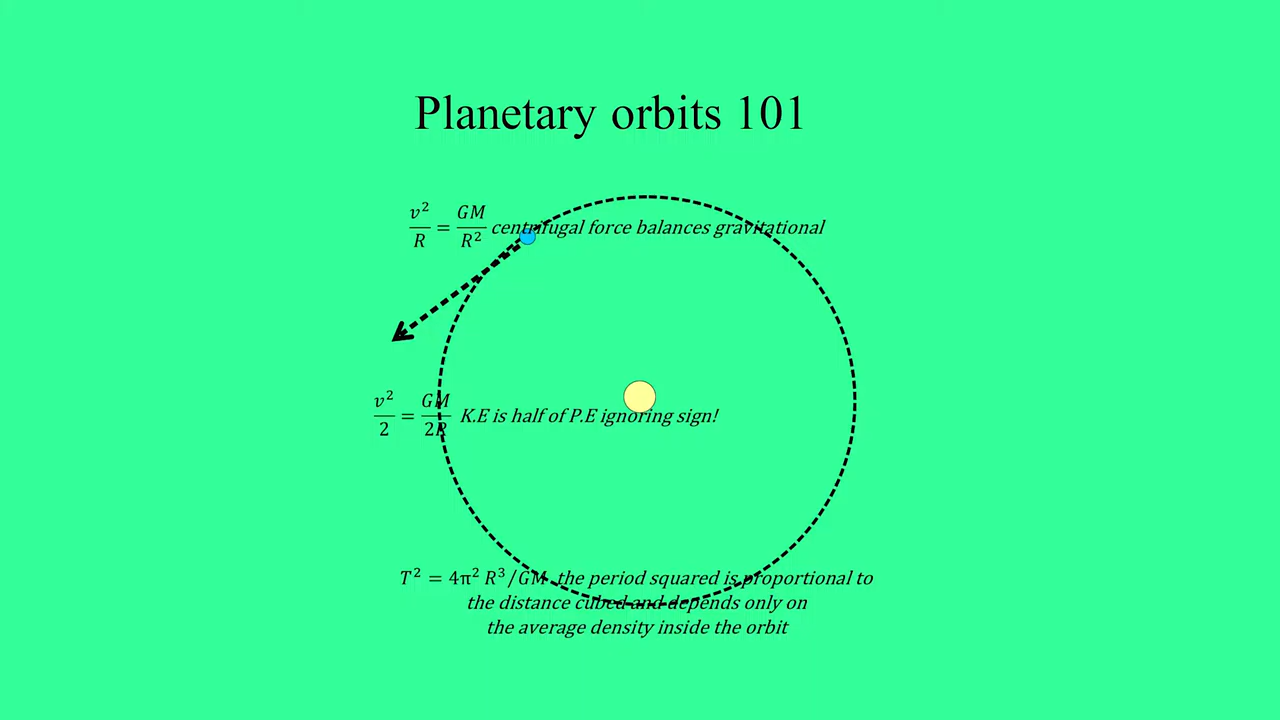 Planetary orbits 101
v²/R = GM/R² centrifugal force balances gravitational
v²/2 = GM/2R K.E is half of P.E ignoring sign!
T² = 4π² R³/GM the period squared is proportional to
the distance cubed and depends only on
the average density inside the orbit